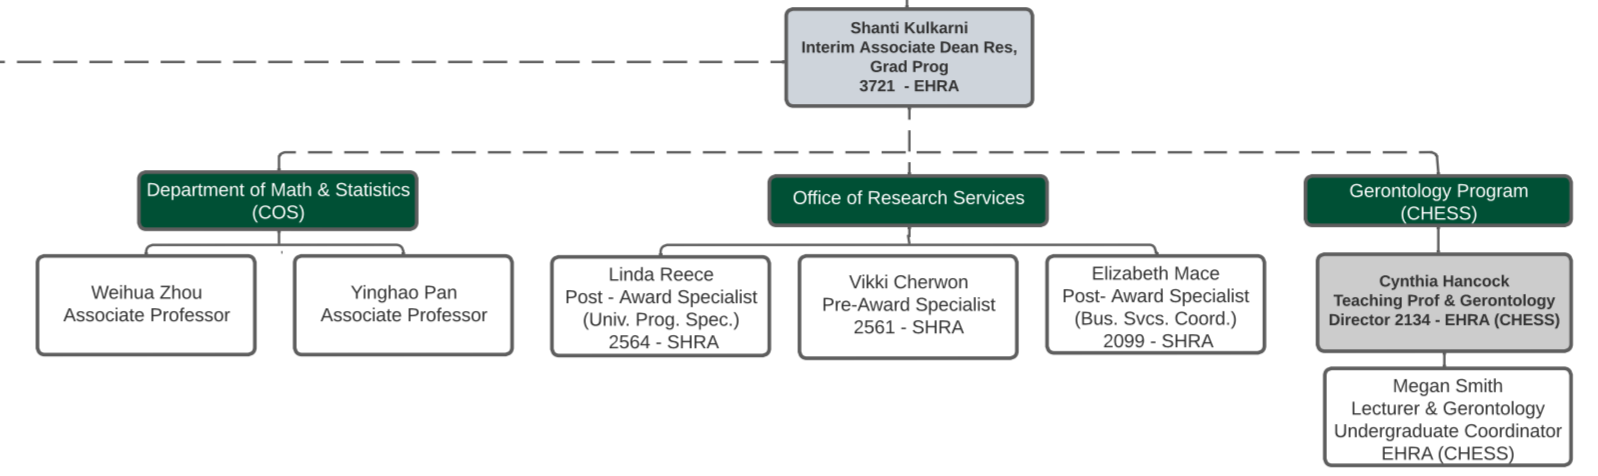 Shanti Kulkarni
Interim Associate Dean Res,
Grad Prog
3721 - EHRA
Department of Math & Statistics
(COS)
Office of Research Services
Gerontology Program
(CHESS)
Weihua Zhou
Associate Professor
Yinghao Pan
Associate Professor
Linda Reece
Post - Award Specialist
(Univ. Prog. Spec.)
2564 - SHRA
Vikki Cherwon
Pre-Award Specialist
2561 - SHRA
Elizabeth Mace
Post- Award Specialist
(Bus. Svcs. Coord.)
2099 - SHRA
Cynthia Hancock
Teaching Prof & Gerontology
Director 2134 - EHRA (CHESS)
Megan Smith
Lecturer & Gerontology
Undergraduate Coordinator
EHRA (CHESS)